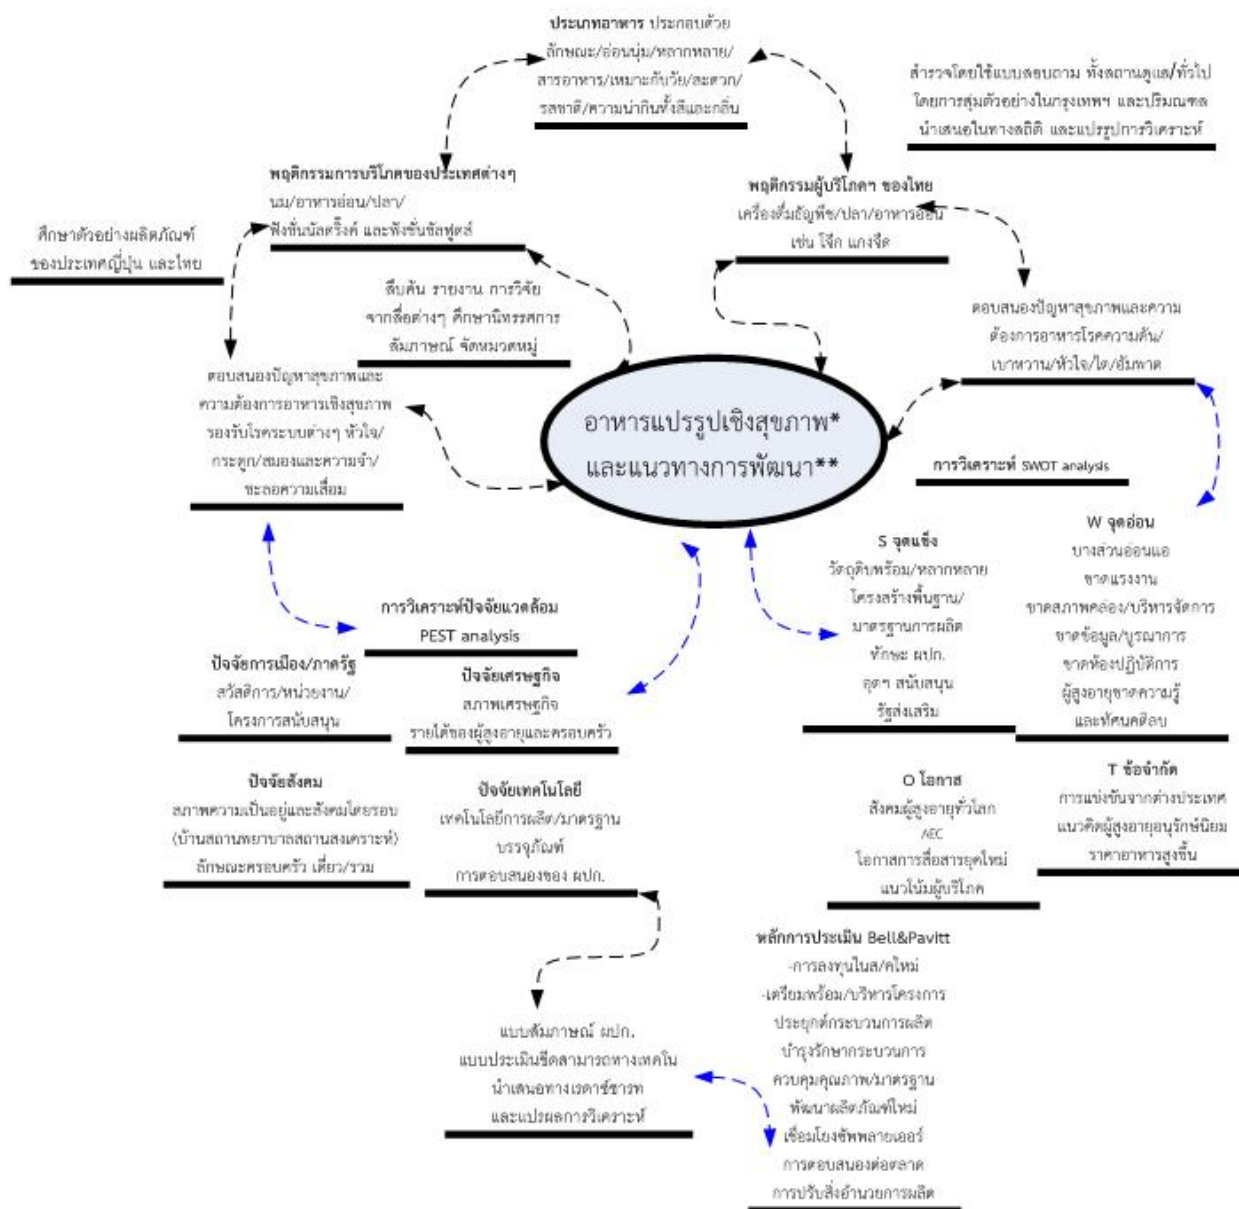 ประเภทอาหาร ประกอบด้วย
ลักษณะ/อ่อนนุ่ม/หลากหลาย/
สารอาหาร/เหมาะกับวัย/สะดวก/
รสชาติ/ความน่ากินทั้งสีและกลิ่น
สำรวจโดยใช้แบบสอบถาม ทั้งสถานดูแล/ทั่วไป
โดยการสุ่มตัวอย่างในกรุงเทพฯ และปริมณฑล
นำเสนอในทางสถิติ และแปรรูปการวิเคราะห์
พฤติกรรมการบริโภคของประเทศต่างๆ
นม/อาหารอ่อน/ปลา/
ฟังชั่นนัลดริ๊งค์ และฟังชั่นชัลฟูดส์
พฤติกรรมผู้บริโภคฯ ของไทย
เครื่องดื่มธัญพืช/ปลา/อาหารอ่อน
เช่น โจ๊ก แกงจืด
ศึกษาตัวอย่างผลิตภัณฑ์
ของประเทศญี่ปุ่น และไทย
สืบค้น รายงาน การวิจัย
จากสื่อต่างๆ ศึกษานิทรรศการ
สัมภาษณ์ จัดหมวดหมู่
ตอบสนองปัญหาสุขภาพและความ
ต้องการอาหารโรคความดัน/
เบาหวาน/หัวใจ/ไต/อัมพาต
ตอบสนองปัญหาสุขภาพและ
ความต้องการอาหารเชิงสุขภาพ
รองรับโรคระบบต่างๆ หัวใจ/
กระดูก/สมองและความจำ/
ชะลอความเสื่อม
อาหารแปรรูปเชิงสุขภาพ*
และแนวทางการพัฒนา**
การวิเคราะห์ SWOT analysis
S จุดแข็ง
วัตถุดิบพร้อม/หลากหลาย
โครงสร้างพื้นฐาน/
มาตรฐานการผลิต
ทักษะ ผปก.
อุตฯ สนับสนุน
รัฐส่งเสริม
W จุดอ่อน
บางส่วนอ่อนแอ
ขาดแรงงาน
ขาดสภาพคล่อง/บริหารจัดการ
ขาดข้อมูล/บูรณาการ
ขาดห้องปฏิบัติการ
ผู้สูงอายุขาดความรู้
และทัศนคติลบ
การวิเคราะห์ปัจจัยแวดล้อม
PEST analysis
ปัจจัยการเมือง/ภาครัฐ
สวัสดิการ/หน่วยงาน/
โครงการสนับสนุน
ปัจจัยเศรษฐกิจ
สภาพเศรษฐกิจ
รายได้ของผู้สูงอายุและครอบครัว
ปัจจัยสังคม
สภาพความเป็นอยู่และสังคมโดยรอบ
(บ้านสถานพยาบาลสถานสงเคราะห์)
ลักษณะครอบครัว เดี่ยว/รวม
ปัจจัยเทคโนโลยี
เทคโนโลยีการผลิต/มาตรฐาน
บรรจุภัณฑ์
การตอบสนองของ ผปก.
O โอกาส
สังคมผู้สูงอายุทั่วโลก
AEC
โอกาสการสื่อสารยุคใหม่
แนวโน้มผู้บริโภค
T ข้อจำกัด
การแข่งขันจากต่างประเทศ
แนวคิดผู้สูงอายุอนุรักษ์นิยม
ราคาอาหารสูงขึ้น
หลักการประเมิน Bell&Pavitt
-การลงทุนในส/คใหม่
-เตรียมพร้อม/บริหารโครงการ
ประยุกต์กระบวนการผลิต
บำรุงรักษากระบวนการ
ควบคุมคุณภาพ/มาตรฐาน
พัฒนาผลิตภัณฑ์ใหม่
เชื่อมโยงซัพพลายเออร์
การตอบสนองต่อตลาด
การปรับสิ่งอำนวยการผลิต
แบบสัมภาษณ์ ผปก.
แบบประเมินขีดสามารถทางเทคโน
นำเสนอทางเรดาร์ชารท
และแปรผลการวิเคราะห์